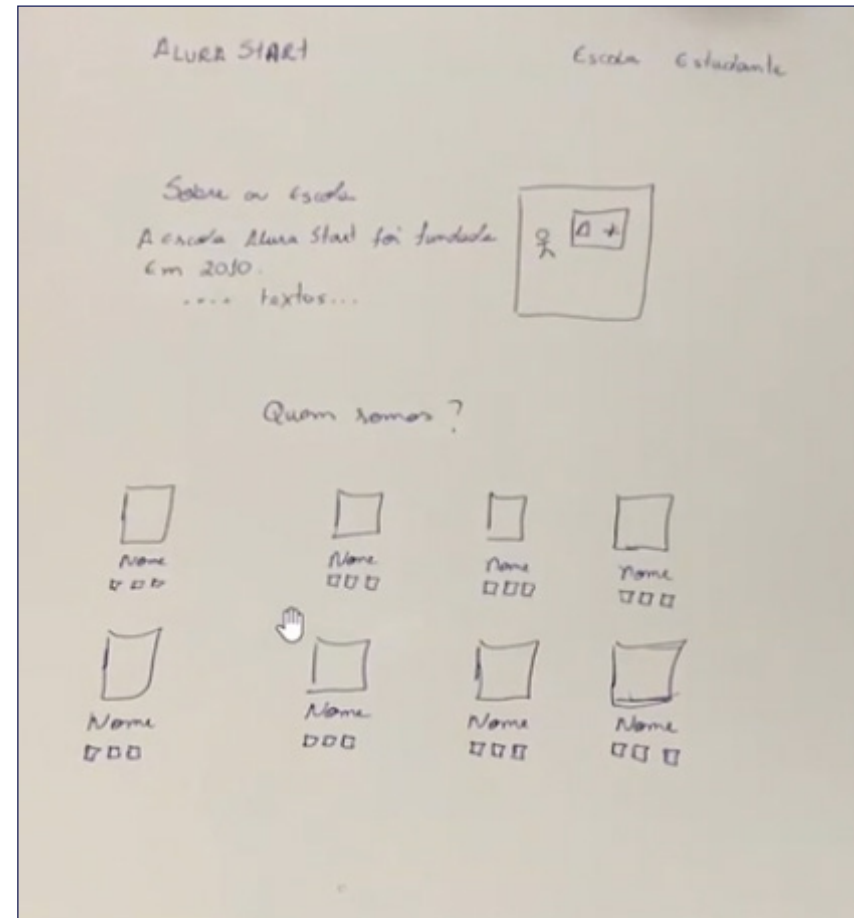 ALURA START
Escola Estudante
Sobre a escola
A escola Alura Start foi fundada
Em 2010.
.... textos...
A +
Quem somos?
Nome Nome Nome Nome
Nome Nome Nome Nome